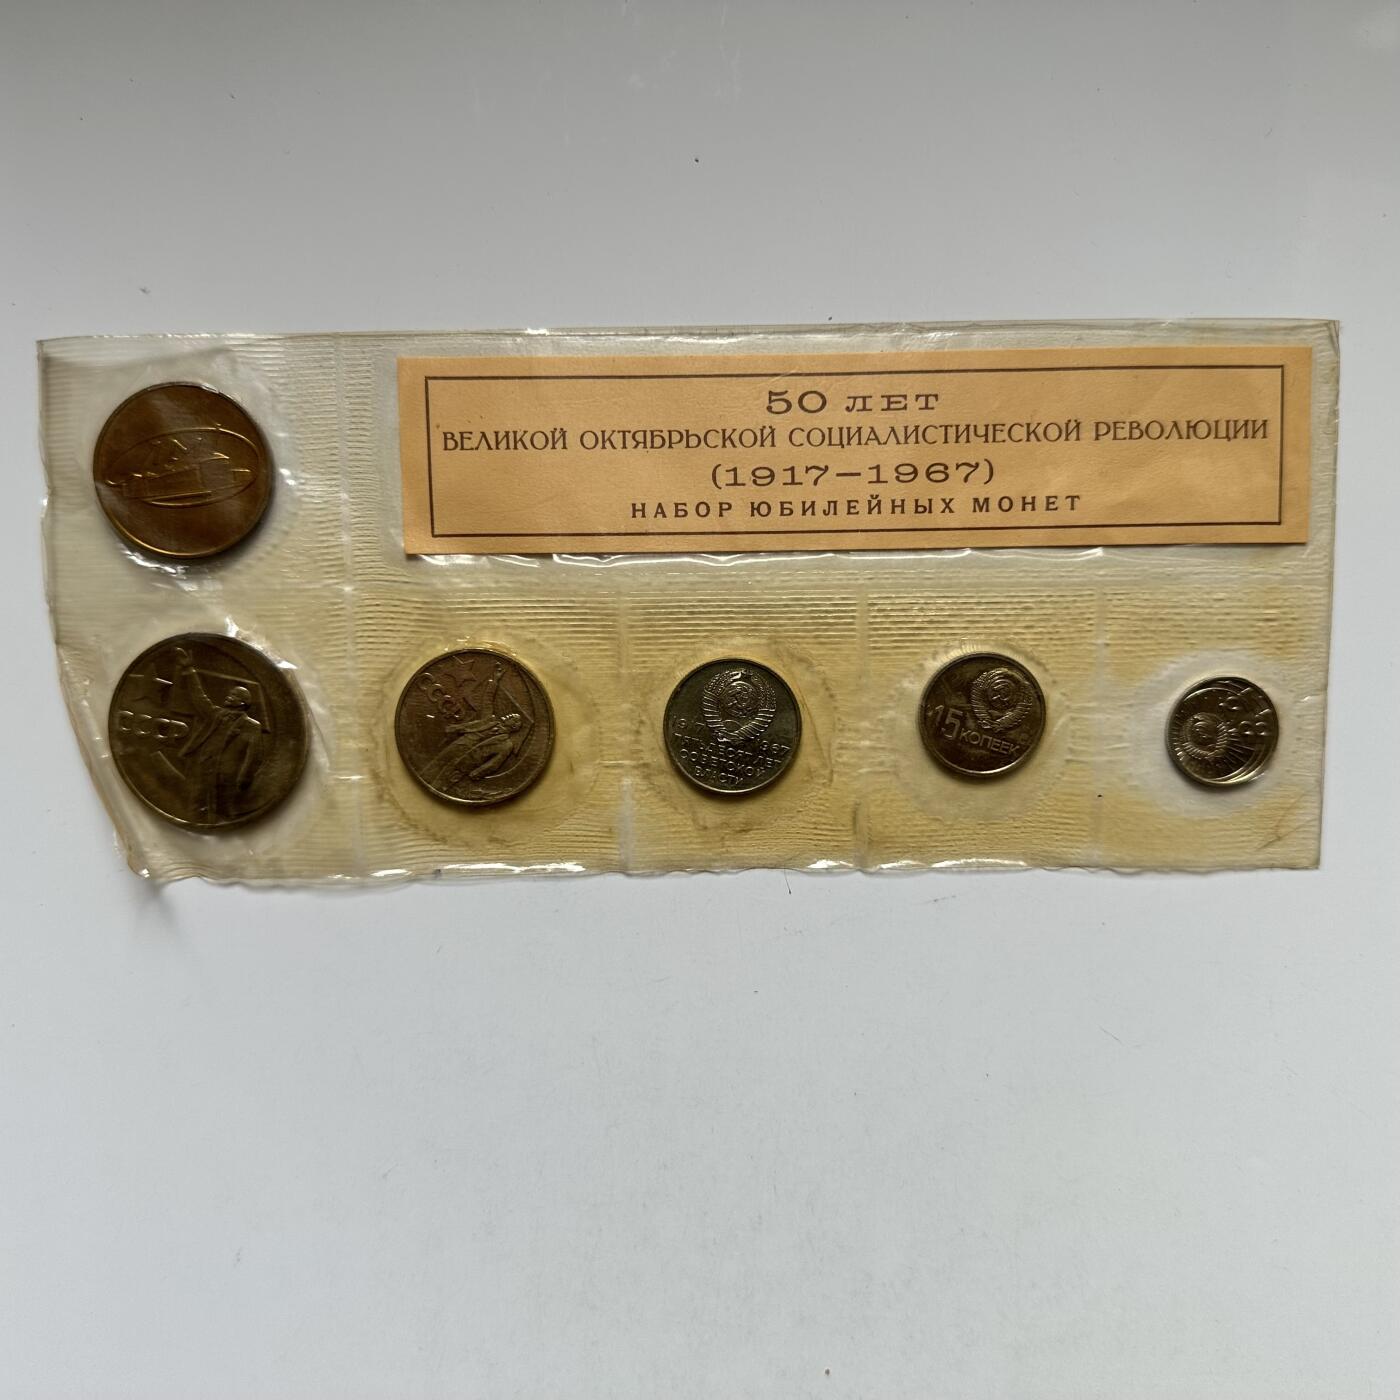 50 ЛЕТ
ВЕЛИКОЙ ОКТЯБРЬСКОЙ СОЦИАЛИСТИЧЕСКОЙ РЕВОЛЮЦИИ
(1917–1967)
НАБОР ЮБИЛЕЙНЫХ МОНЕТ
СССР
СССР
1917 1967
ПЯТЬДЕСЯТ ЛЕТ
СОВЕТСКОЙ
ВЛАСТИ
15
КОПЕЕК